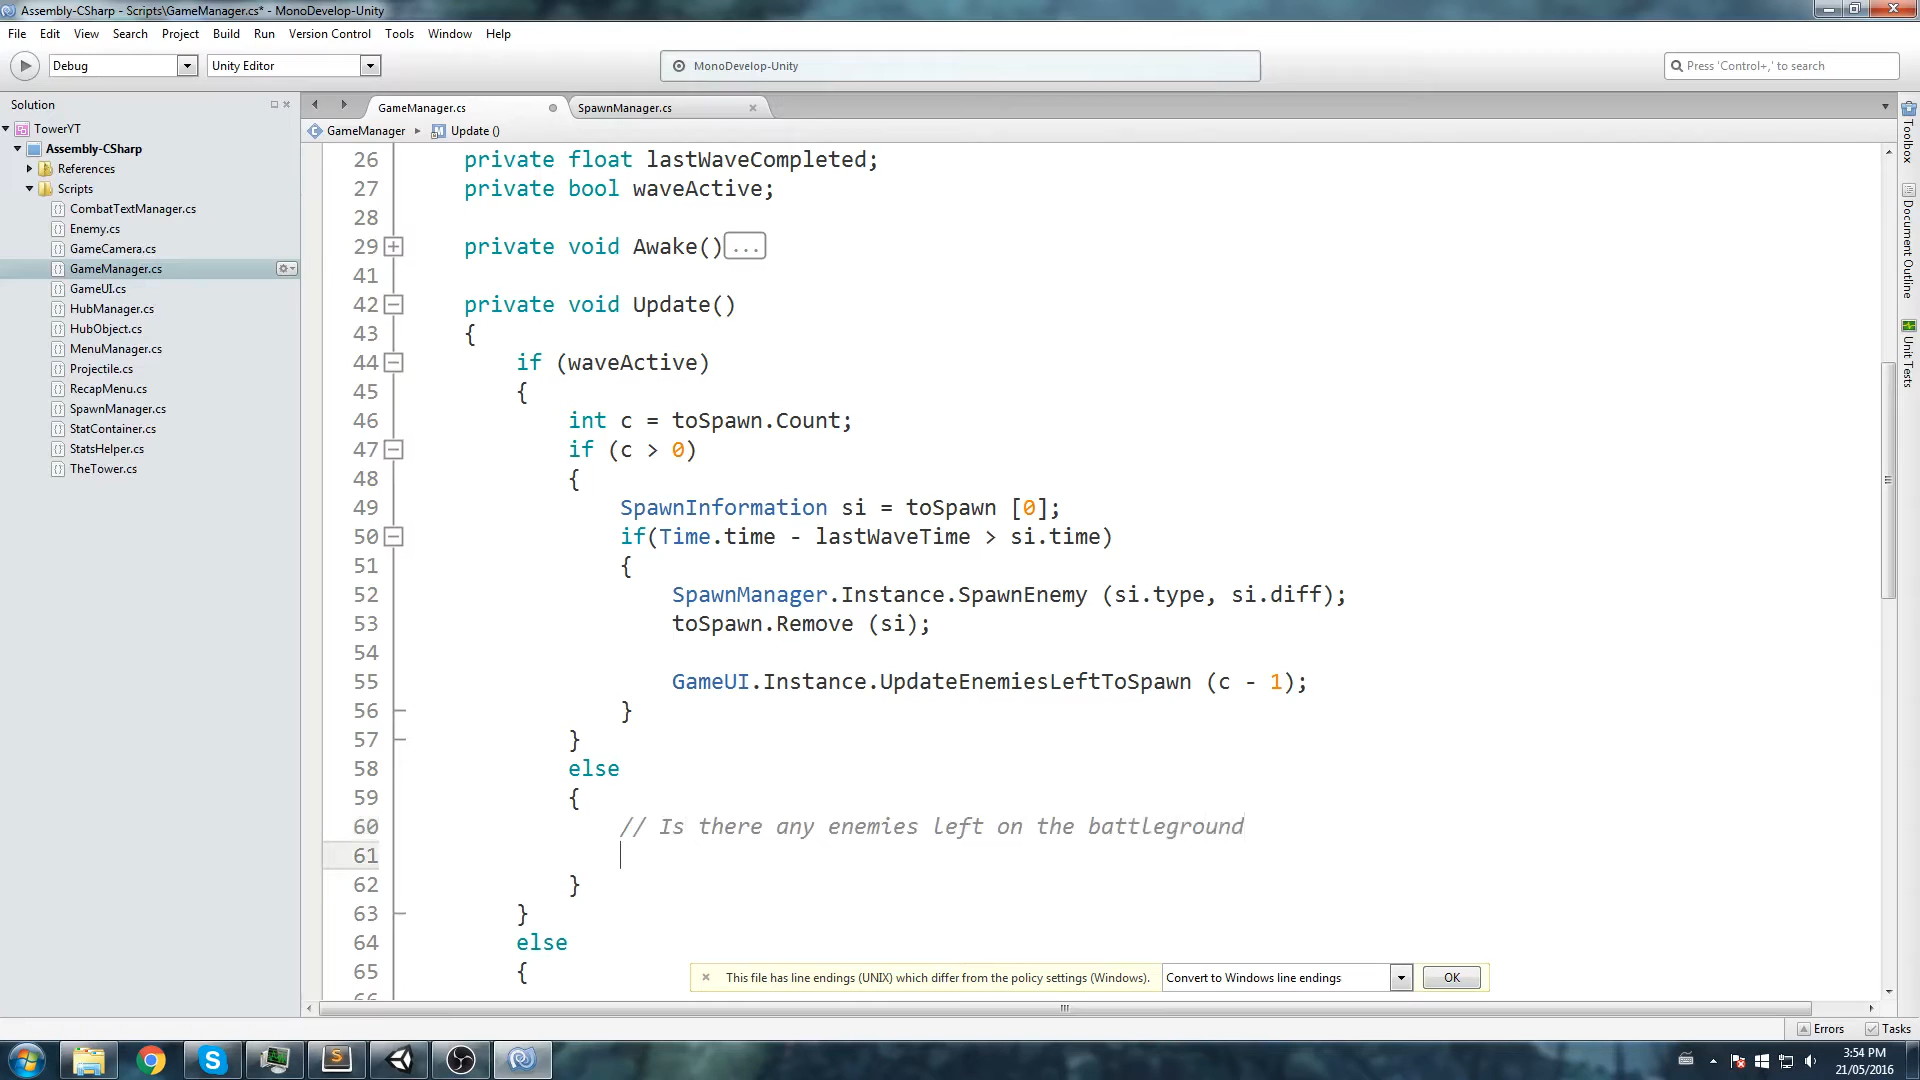 Assembly-CSharp - Scripts\GameManager.cs* - MonoDevelop-Unity
File Edit View Search Project Build Run Version Control Tools Window Help
Debug Unity Editor MonoDevelop-Unity Press 'Control+,' to search
Solution
TowerYT
Assembly-CSharp
References
Scripts
CombatTextManager.cs
Enemy.cs
GameCamera.cs
GameManager.cs
GameUI.cs
HubManager.cs
HubObject.cs
MenuManager.cs
Projectile.cs
RecapMenu.cs
SpawnManager.cs
StatContainer.cs
StatsHelper.cs
TheTower.cs
GameManager.cs SpawnManager.cs
GameManager Update ()
26 private float lastWaveCompleted;
27 private bool waveActive;
28
29 private void Awake()...
41
42 private void Update()
43 {
44 if (waveActive)
45 {
46 int c = toSpawn.Count;
47 if (c > 0)
48 {
49 SpawnInformation si = toSpawn [0];
50 if(Time.time - lastWaveTime > si.time)
51 {
52 SpawnManager.Instance.SpawnEnemy (si.type, si.diff);
53 toSpawn.Remove (si);
54
55 GameUI.Instance.UpdateEnemiesLeftToSpawn (c - 1);
56 }
57 }
58 else
59 {
60 // Is there any enemies left on the battleground
61
62 }
63 }
64 else
65 {
66
This file has line endings (UNIX) which differ from the policy settings (Windows). Convert to Windows line endings OK
Toolbox
Document Outline
Unit Tests
Errors Tasks
3:54 PM
21/05/2016